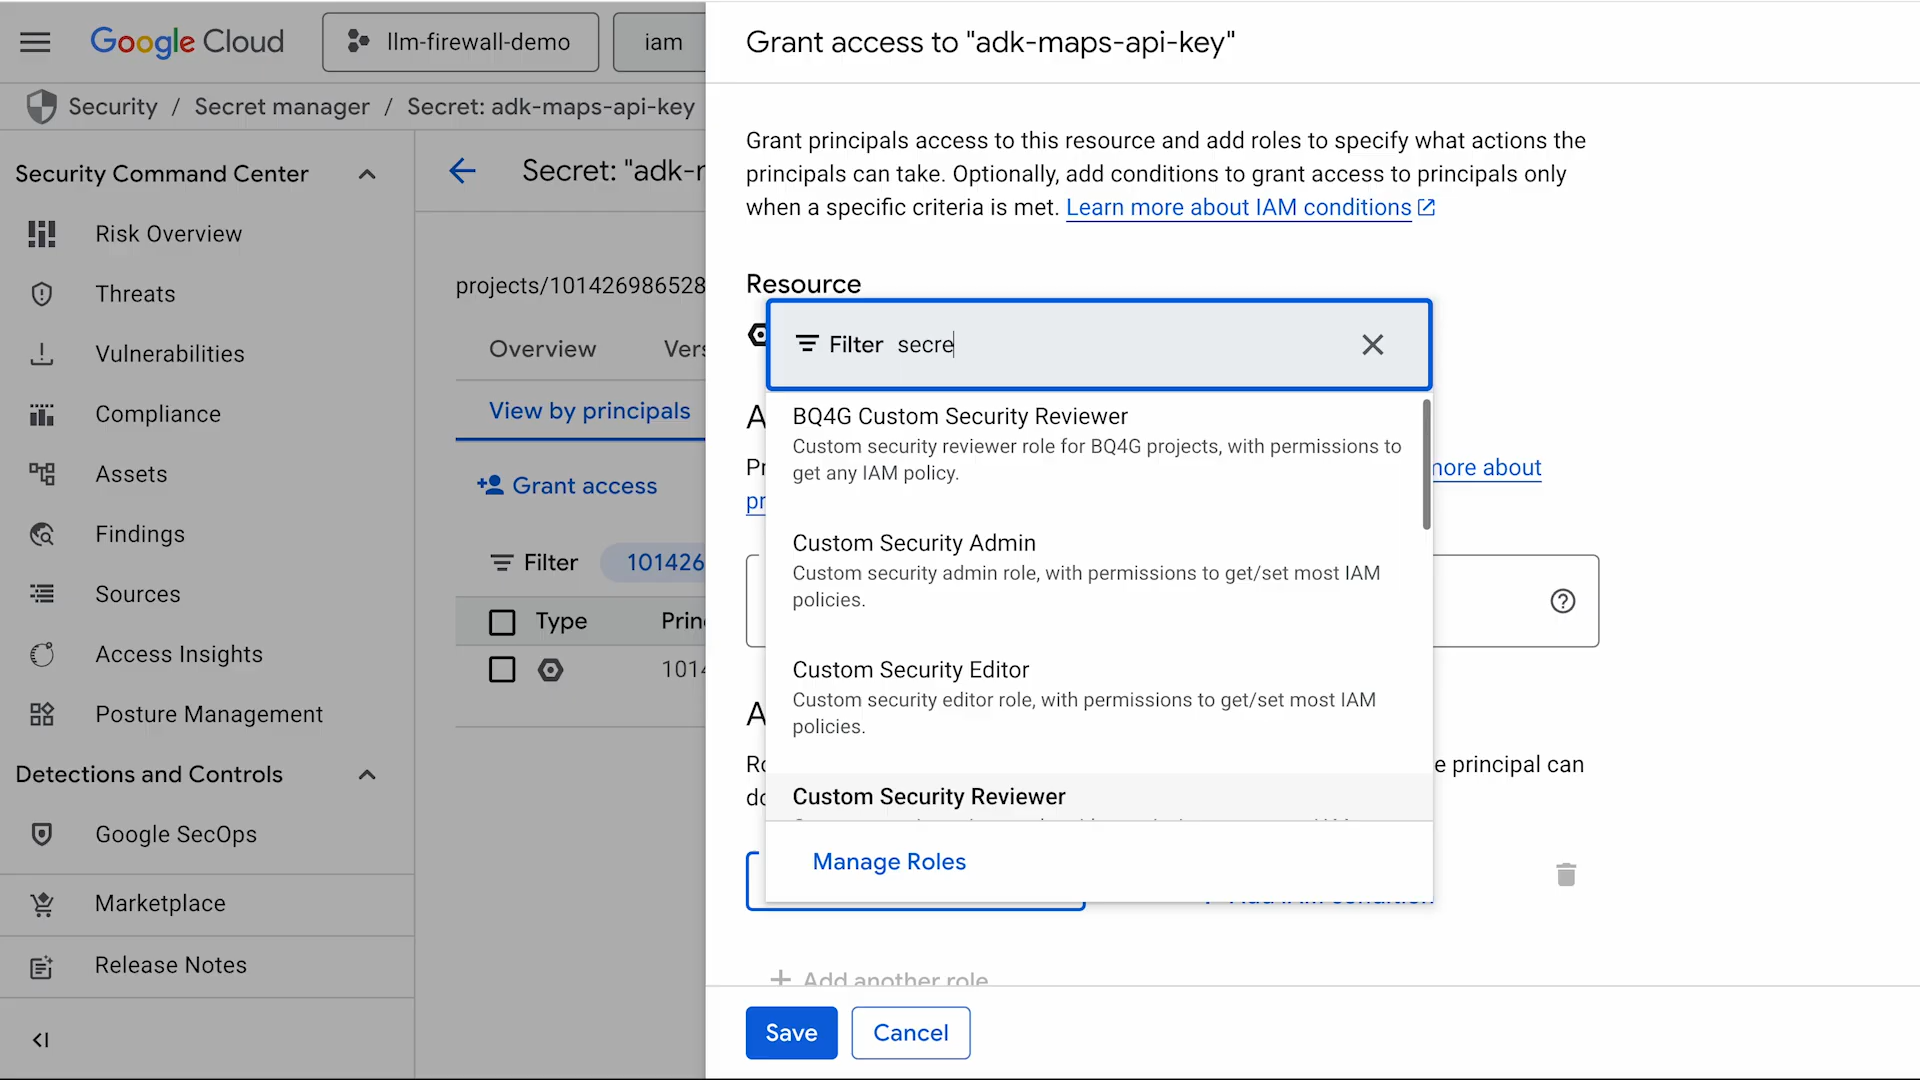 Google Cloud
llm-firewall-demo
iam
Security / Secret manager / Secret: adk-maps-api-key
Security Command Center
Risk Overview
Threats
Vulnerabilities
Compliance
Assets
Findings
Sources
Access Insights
Posture Management
Detections and Controls
Google SecOps
Marketplace
Release Notes
Secret: "adk-r
projects/101426986528
Overview
Vers
View by principals
Grant access
Filter
101426
Type
Princ
1014
Grant access to "adk-maps-api-key"
Grant principals access to this resource and add roles to specify what actions the
principals can take. Optionally, add conditions to grant access to principals only
when a specific criteria is met. Learn more about IAM conditions
Resource
Filter secre
BQ4G Custom Security Reviewer
Custom security reviewer role for BQ4G projects, with permissions to
get any IAM policy.
Custom Security Admin
Custom security admin role, with permissions to get/set most IAM
policies.
Custom Security Editor
Custom security editor role, with permissions to get/set most IAM
policies.
Custom Security Reviewer
Manage Roles
A
Pr
more about
pr
A
Ro
e principal can
do
Add IAM condition
Add another role
Save
Cancel